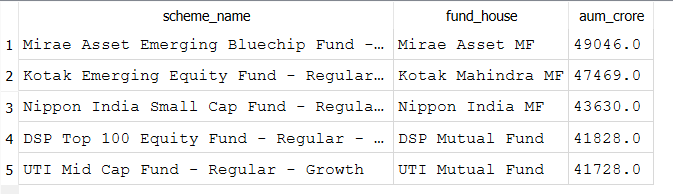 scheme_name fund_house aum_crore
1 Mirae Asset Emerging Bluechip Fund -… Mirae Asset MF 49046.0
2 Kotak Emerging Equity Fund - Regular… Kotak Mahindra MF 47469.0
3 Nippon India Small Cap Fund - Regula… Nippon India MF 43630.0
4 DSP Top 100 Equity Fund - Regular - … DSP Mutual Fund 41828.0
5 UTI Mid Cap Fund - Regular - Growth UTI Mutual Fund 41728.0